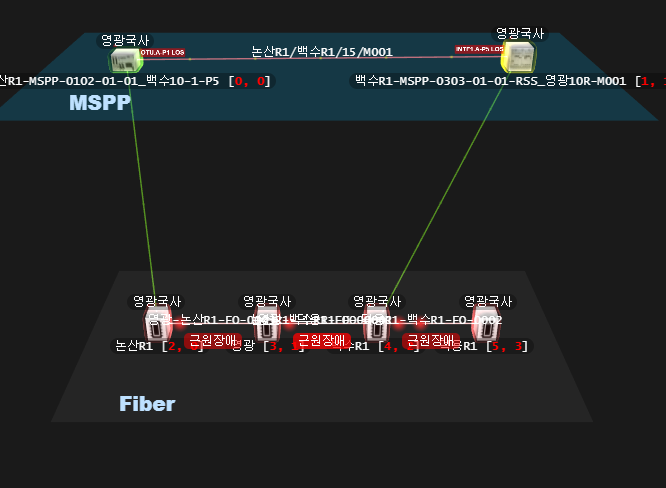 영광국사
영광국사
OTU.A-P1 LOS
논산R1/백수R1/15/M001
INTF1.A-P5 LOS
산R1-MSPP-0102-01-01_백수10-1-P5 [0, 0]
백수R1-MSPP-0303-01-01-RSS_영광10R-M001 [1, 1
MSPP
영광국사
영광국사
영광국사
영광국사
논산R1 [2,
근원장애
[3,
근원장애
R1 [4,
근원장애
R1 [5, 3]
Fiber